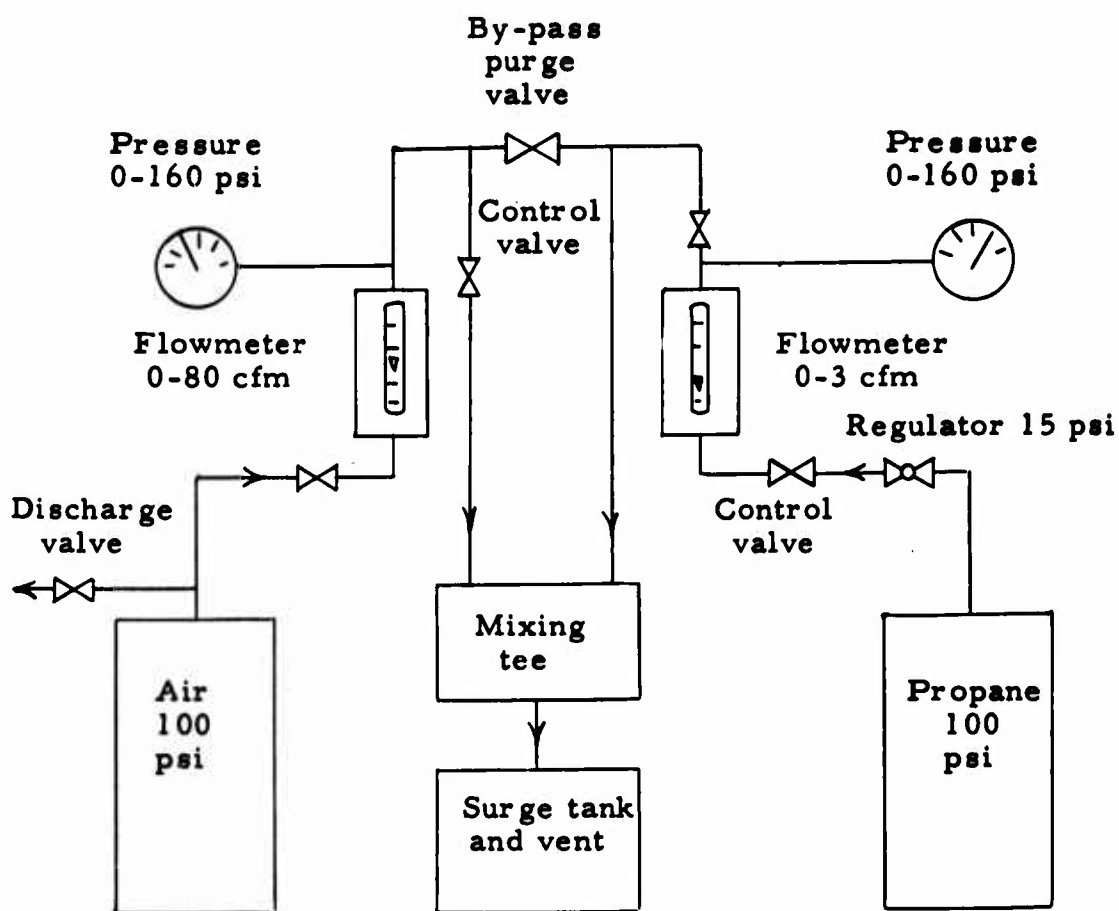 By-pass
purge
valve
Pressure
0-160 psi
Pressure
0-160 psi
Control
valve
Flowmeter
0-80 cfm
Flowmeter
0-3 cfm
Regulator 15 psi
Discharge
valve
Control
valve
Mixing
tee
Air
100
psi
Propane
100
psi
Surge tank
and vent